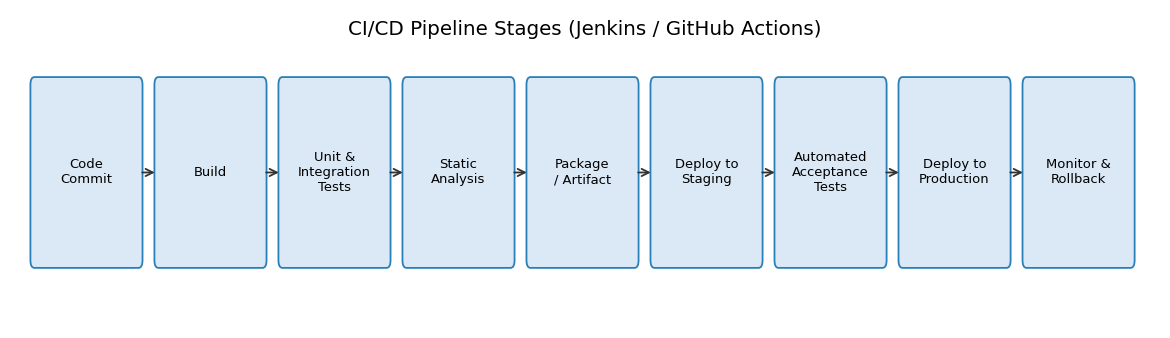 CI/CD Pipeline Stages (Jenkins / GitHub Actions)
Code
Commit
Build
Unit &
Integration
Tests
Static
Analysis
Package
/ Artifact
Deploy to
Staging
Automated
Acceptance
Tests
Deploy to
Production
Monitor &
Rollback